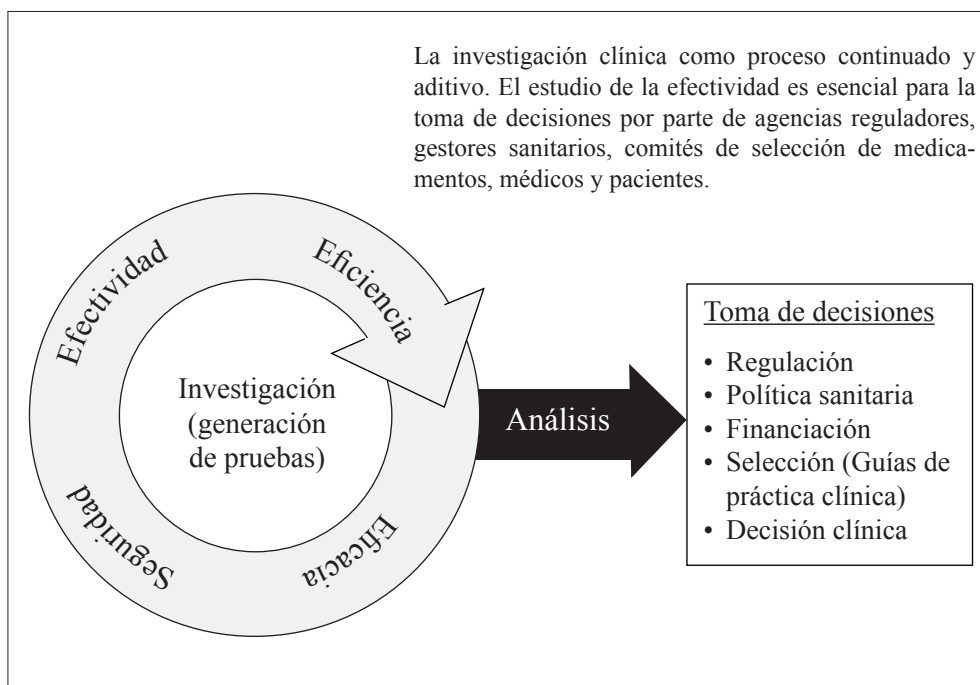 La investigación clínica como proceso continuado y
aditivo. El estudio de la efectividad es esencial para la
toma de decisiones por parte de agencias reguladores,
gestores sanitarios, comités de selección de medica-
mentos, médicos y pacientes.
Efectividad
Eficiencia
Seguridad
Eficacia
Investigación
(generación
de pruebas)
Análisis
Toma de decisiones
• Regulación
• Política sanitaria
• Financiación
• Selección (Guías de
práctica clínica)
• Decisión clínica